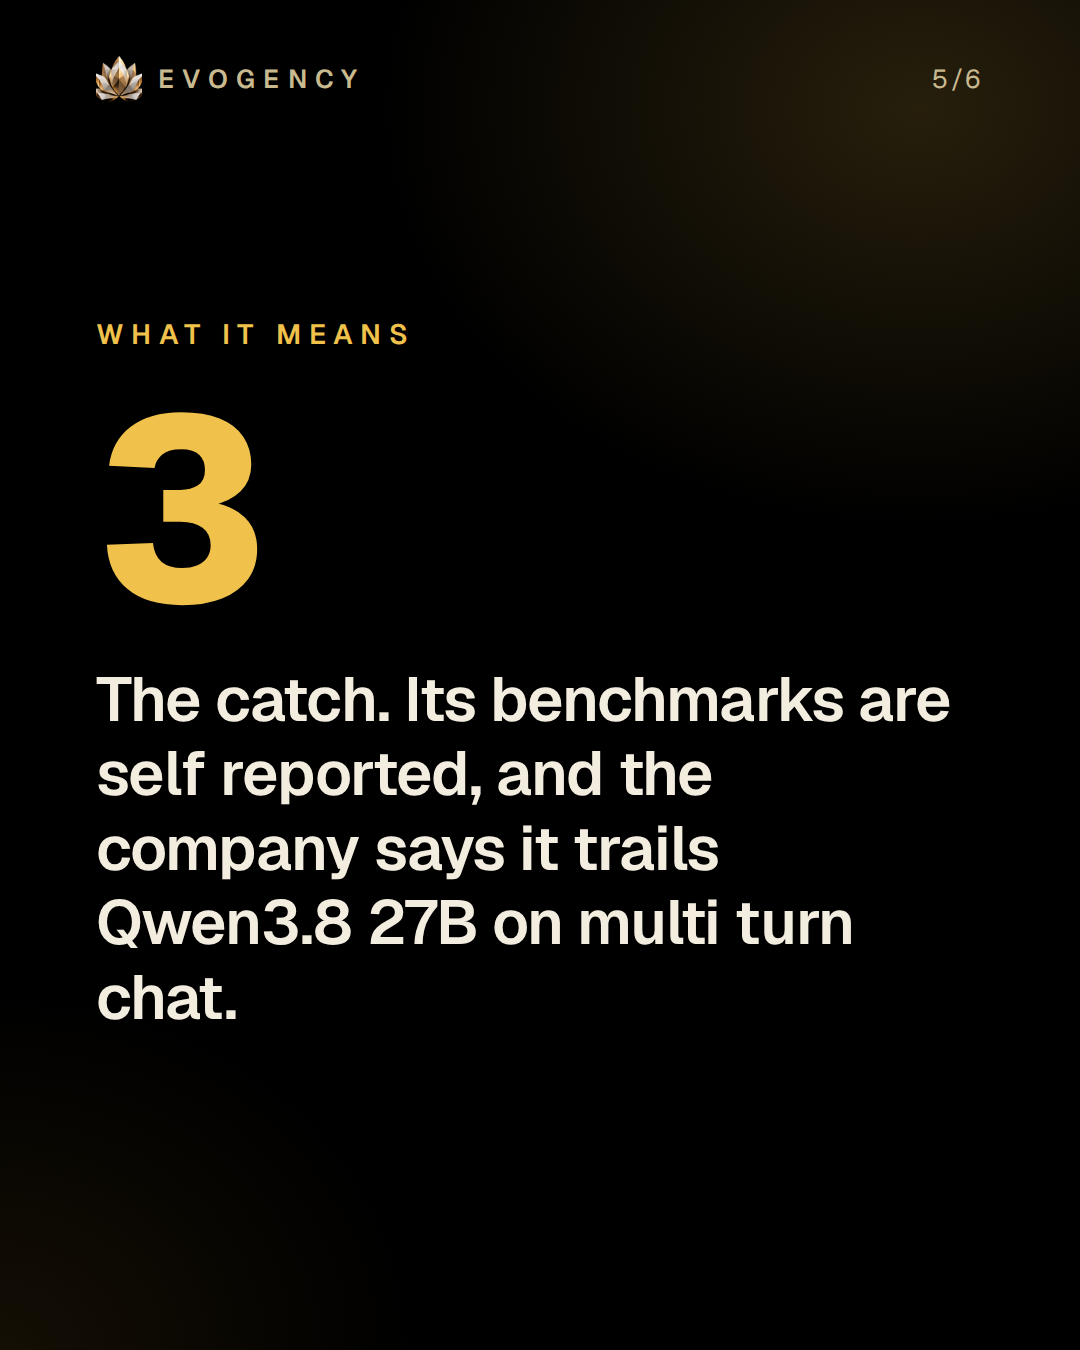 EVOGENCY
5/6
WHAT IT MEANS
3
The catch. Its benchmarks are
self reported, and the
company says it trails
Qwen3.8 27B on multi turn
chat.